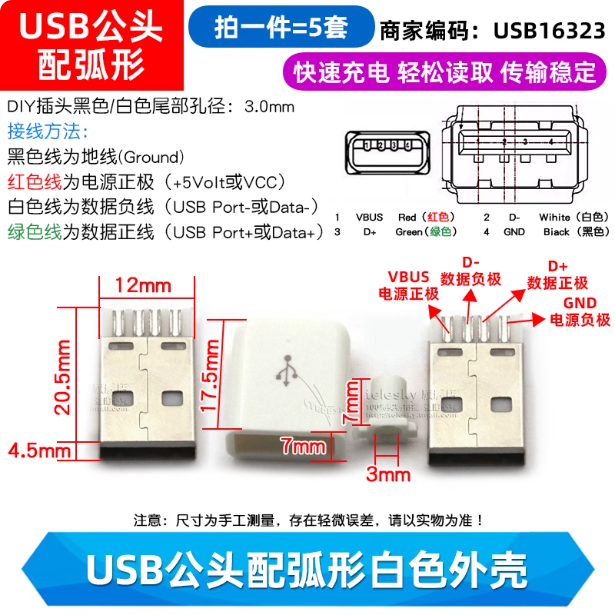 USB公头
配弧形
拍一件=5套
商家编码：USB16323
快速充电 轻松读取 传输稳定
DIY插头黑色/白色尾部孔径：3.0mm
接线方法：
黑色线为地线(Ground)
红色线为电源正极（+5Volt或VCC）
白色线为数据负线（USB Port-或Data-）
绿色线为数据正线（USB Port+或Data+）
1 2 3 4
1 VBUS Red (红色) 2 D- Wihite (白色)
3 D+ Green(绿色) 4 GND Biack (黑色)
12mm
20.5mm
4.5mm
17.5mm
7mm
7mm
3mm
VBUS
电源正极
D-
数据负极
D+
数据正极
GND
电源负极
telesky
注意：尺寸为手工测量，存在轻微误差，请以实物为准！
USB公头配弧形白色外壳